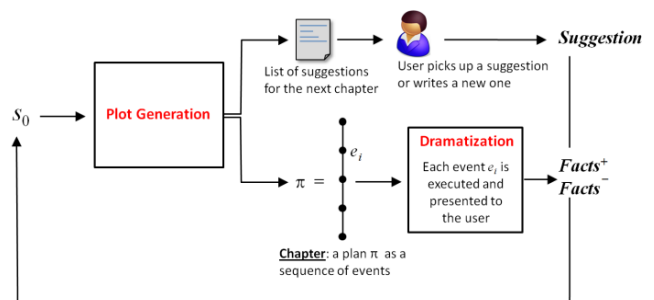 Suggestion
List of suggestions
for the next chapter
User picks up a suggestion
or writes a new one
S₀
Plot Generation
eᵢ
π =
Dramatization
Each event eᵢ is
executed and
presented to
the user
Facts⁺
Facts⁻
Chapter: a plan π as a
sequence of events